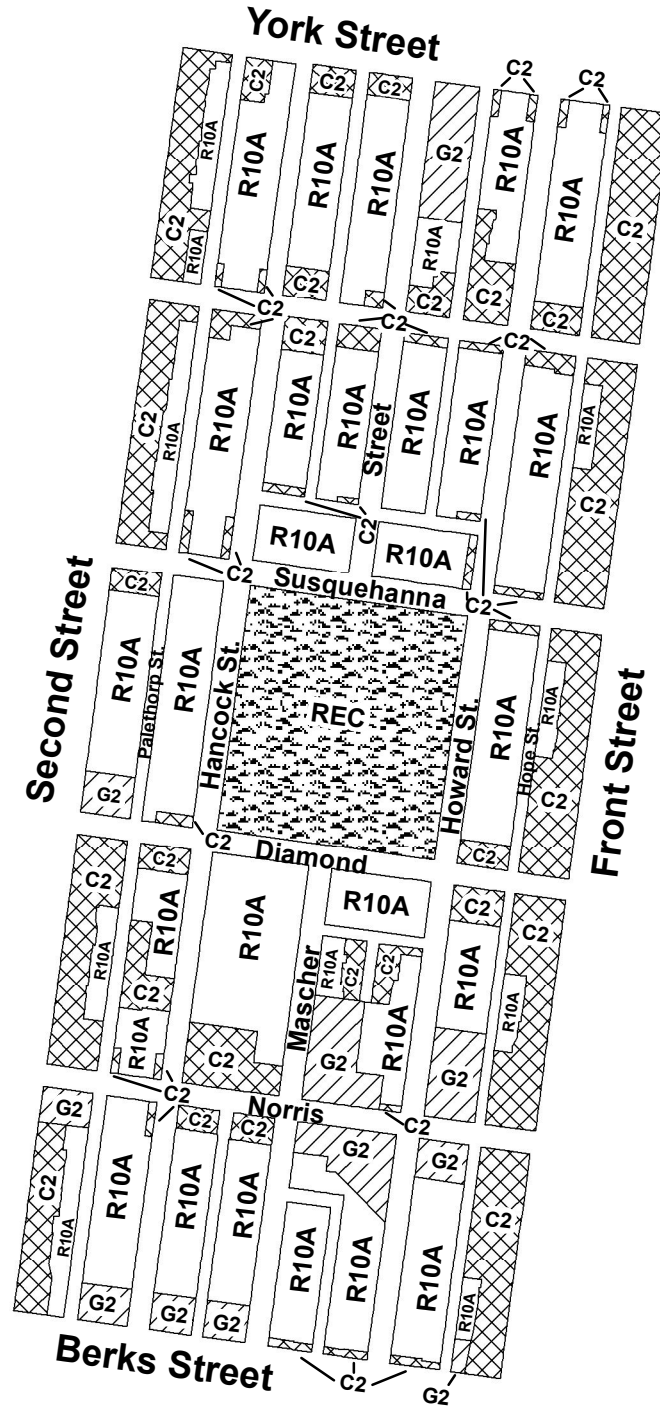 York Street
C2
C2
C2
C2
C2
G2
C2
R10A
R10A
R10A
R10A
R10A
R10A
C2
R10A
C2
R10A
C2
C2
C2
C2
C2
C2
C2
C2
C2
C2
R10A
R10A
R10A
R10A
R10A
R10A
R10A
R10A
C2
C2
Street
C2
R10A
R10A
C2
Susquehanna
C2
C2
Second Street
R10A
Palethorp St.
R10A
Hancock St.
REC
Howard St.
R10A
Hope St.
R10A
C2
Front Street
G2
C2
Diamond
C2
C2
C2
R10A
R10A
R10A
R10A
C2
C2
R10A
R10A
C2
Mascher
R10A
C2
C2
R10A
R10A
R10A
C2
G2
G2
C2
Norris
C2
G2
C2
C2
G2
G2
C2
R10A
R10A
R10A
R10A
R10A
R10A
R10A
C2
R10A
G2
G2
G2
Berks Street
C2
G2